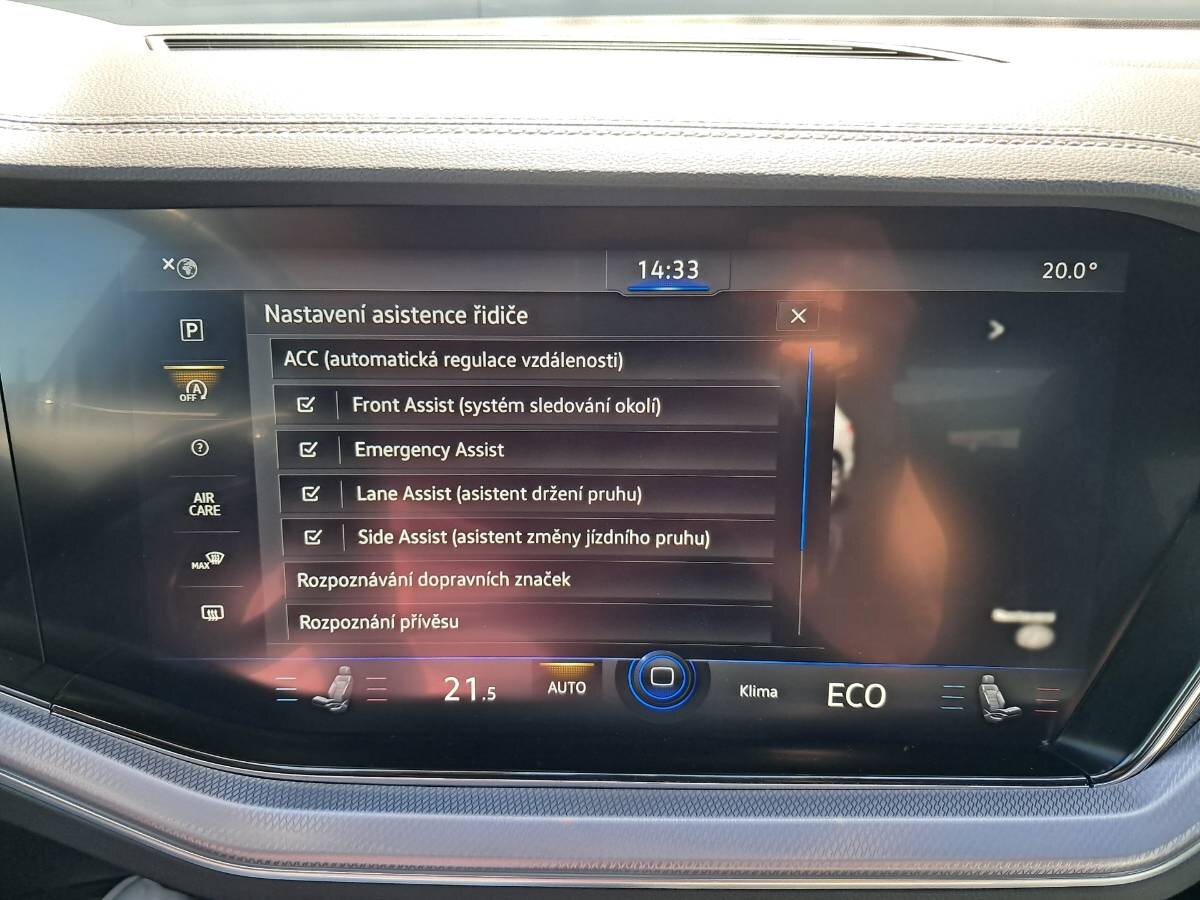 14:33
20.0°
Nastavení asistence řidiče
P
ACC (automatická regulace vzdálenosti)
A
OFF
Front Assist (systém sledování okolí)
?
Emergency Assist
AIR
CARE
Lane Assist (asistent držení pruhu)
Side Assist (asistent změny jízdního pruhu)
MAX
Rozpoznávání dopravních značek
Rozpoznání přívěsu
21.5
AUTO
Klima
ECO